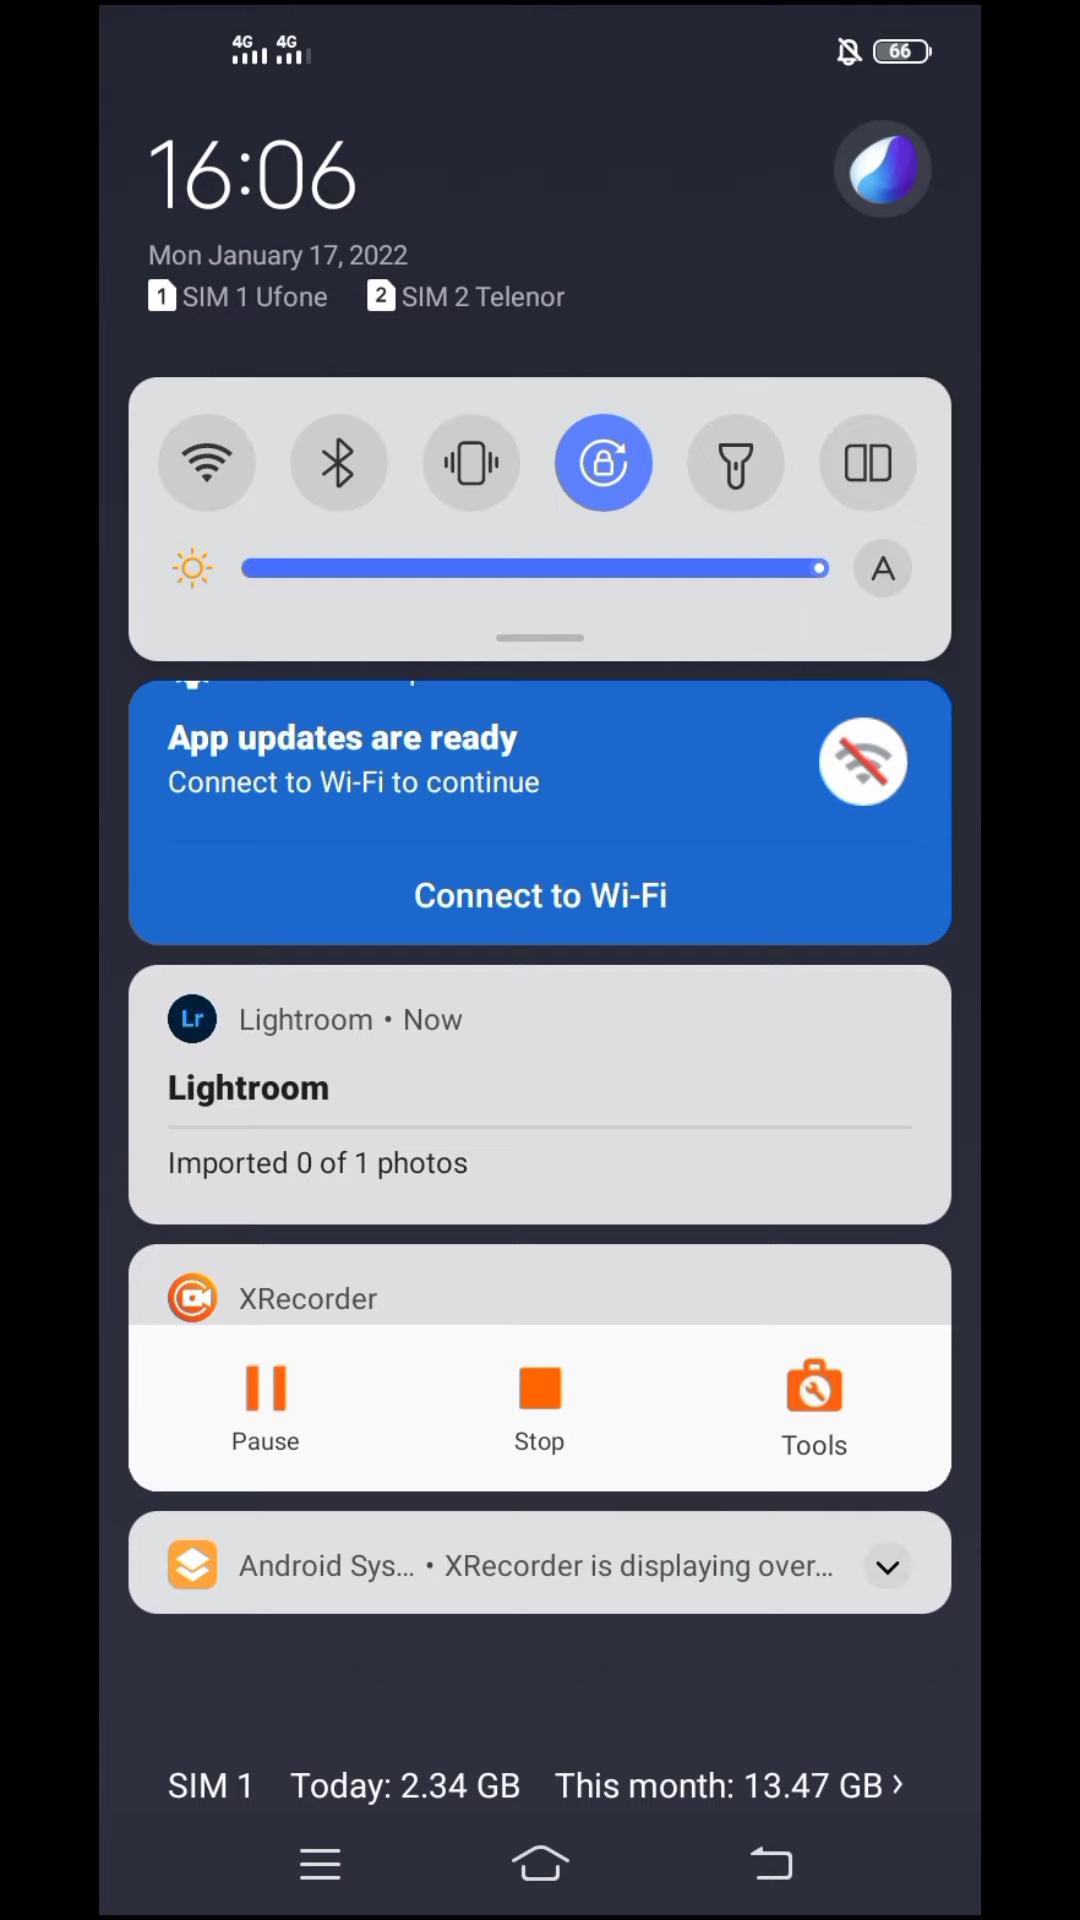 4G 4G 66
16:06
Mon January 17, 2022
1 SIM 1 Ufone 2 SIM 2 Telenor
A
App updates are ready
Connect to Wi-Fi to continue
Connect to Wi-Fi
Lr Lightroom • Now
Lightroom
Imported 0 of 1 photos
XRecorder
Pause Stop Tools
Android Sys... • XRecorder is displaying over...
SIM 1 Today: 2.34 GB This month: 13.47 GB ›